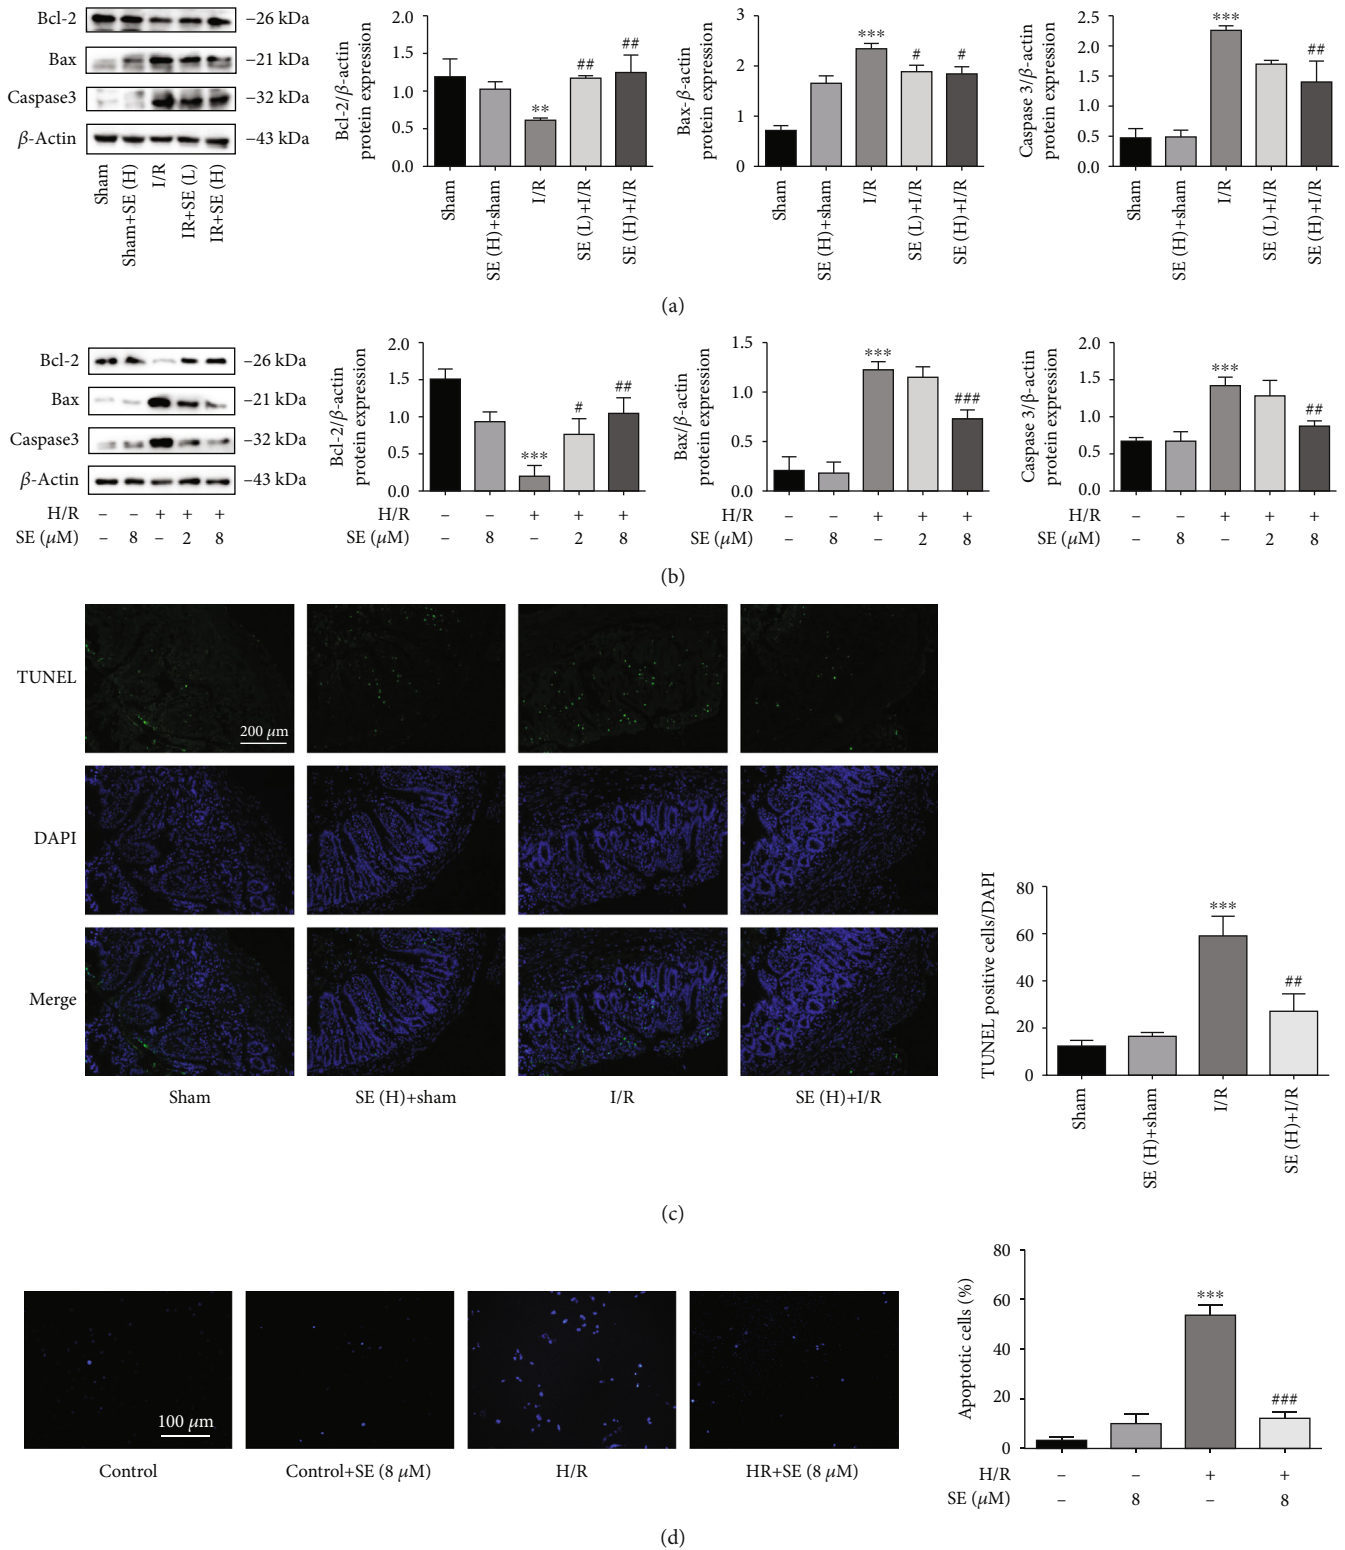 Bcl-2
–26 kDa
Bax
–21 kDa
Caspase3
–32 kDa
β-Actin
–43 kDa
Sham
Sham+SE (H)
I/R
IR+SE (L)
IR+SE (H)
Bcl-2/β-actin
protein expression
2.0
1.5
1.0
0.5
0.0
**
##
##
Sham
SE (H)+sham
I/R
SE (L)+I/R
SE (H)+I/R
Bax-β-actin
protein expression
3
2
1
0
***
#
#
Sham
SE (H)+sham
I/R
SE (L)+I/R
SE (H)+I/R
Caspase 3/β-actin
protein expression
2.5
2.0
1.5
1.0
0.5
0.0
***
##
Sham
SE (H)+sham
I/R
SE (L)+I/R
SE (H)+I/R
(a)
Bcl-2
–26 kDa
Bax
–21 kDa
Caspase3
–32 kDa
β-Actin
–43 kDa
H/R – – + + +
SE (μM) – 8 – 2 8
Bcl-2/β-actin
protein expression
2.0
1.5
1.0
0.5
0.0
***
#
##
H/R – – + + +
SE (μM) – 8 – 2 8
Bax/β-actin
protein expression
1.5
1.0
0.5
0.0
***
###
H/R – – + + +
SE (μM) – 8 – 2 8
Caspase 3/β-actin
protein expression
2.0
1.5
1.0
0.5
0.0
***
##
H/R – – + + +
SE (μM) – 8 – 2 8
(b)
TUNEL
200 μm
DAPI
Merge
Sham
SE (H)+sham
I/R
SE (H)+I/R
TUNEL positive cells/DAPI
80
60
40
20
0
***
##
Sham
SE (H)+sham
I/R
SE (H)+I/R
(c)
100 μm
Control
Control+SE (8 μM)
H/R
HR+SE (8 μM)
Apoptotic cells (%)
80
60
40
20
0
***
###
H/R – – + +
SE (μM) – 8 – 8
(d)